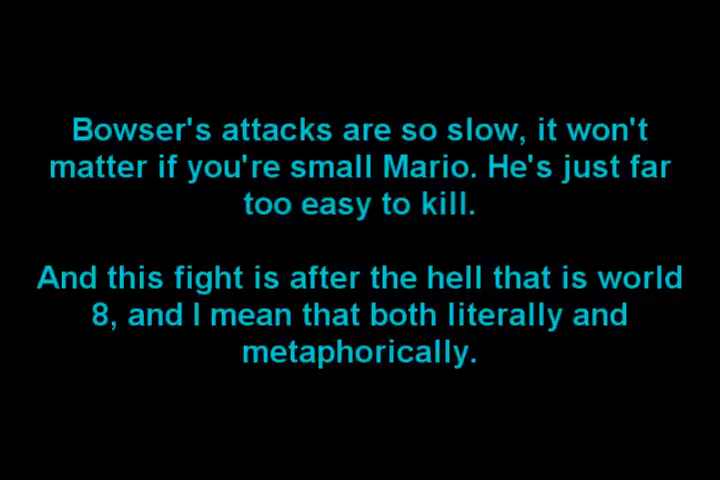 Bowser's attacks are so slow, it won't
matter if you're small Mario. He's just far
too easy to kill.
And this fight is after the hell that is world
8, and I mean that both literally and
metaphorically.